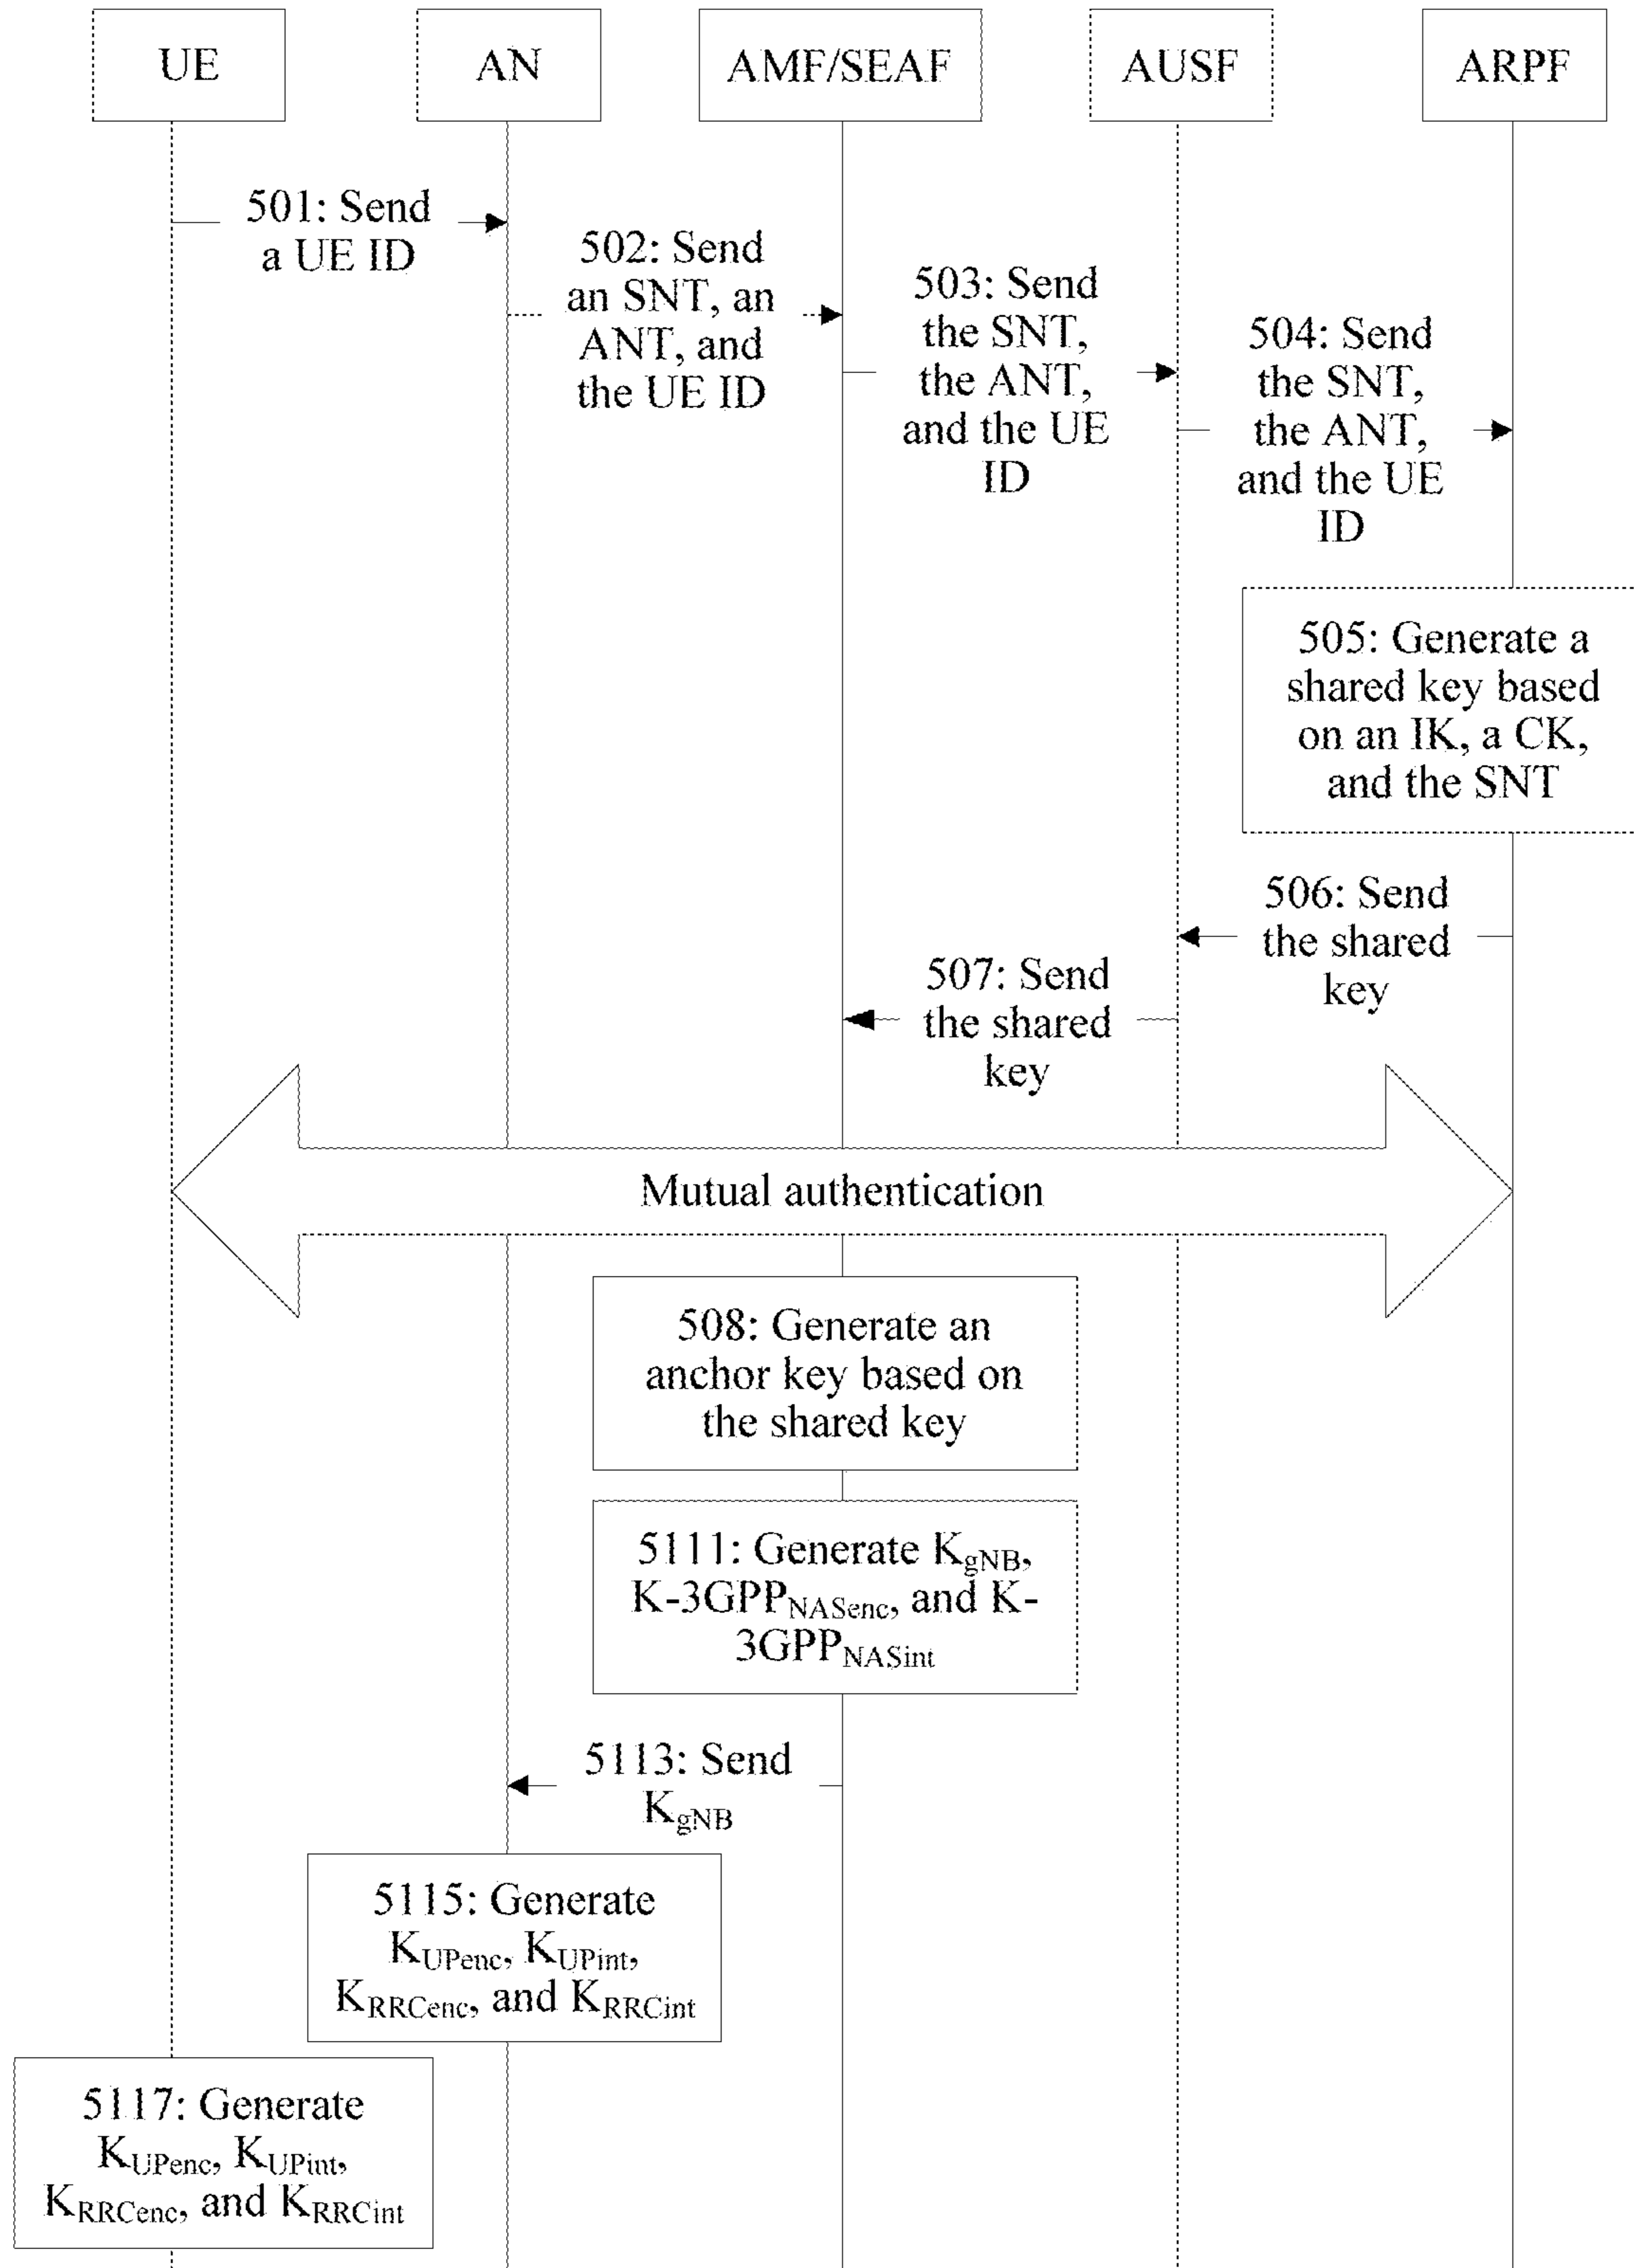 UE
AN
AMF/SEAF
AUSF
ARPF
501: Send
a UE ID
502: Send
an SNT, an
ANT, and
the UE ID
503: Send
the SNT,
the ANT,
and the UE
ID
504: Send
the SNT,
the ANT,
and the UE
ID
505: Generate a
shared key based
on an IK, a CK,
and the SNT
506: Send
the shared
key
507: Send
the shared
key
Mutual authentication
508: Generate an
anchor key based on
the shared key
5111: Generate KgNB,
K-3GPPNASenc, and K-
3GPPNASint
5113: Send
KgNB
5115: Generate
KUPenc, KUPint,
KRRCenc, and KRRCint
5117: Generate
KUPenc, KUPint,
KRRCenc, and KRRCint